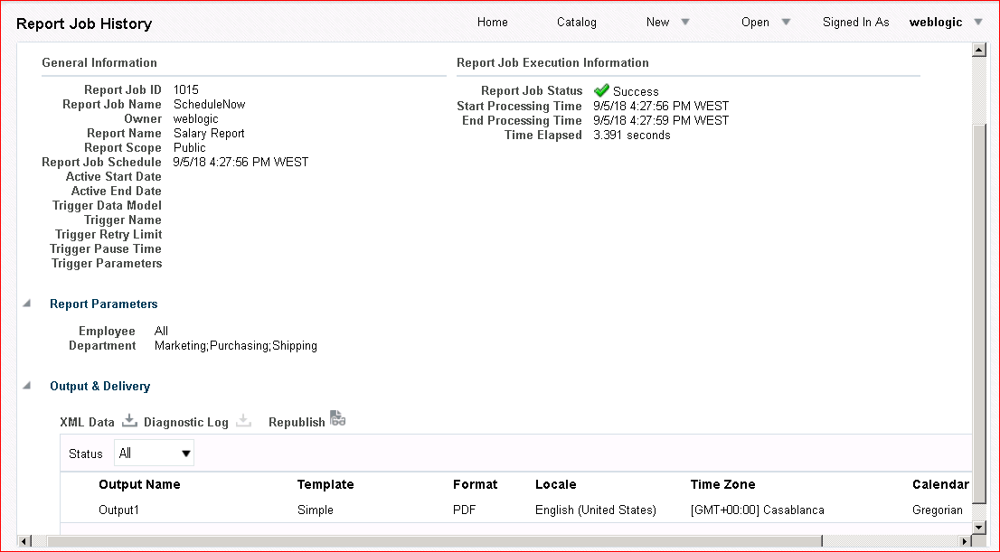 Report Job History Home Catalog New Open Signed In As weblogic
General Information
Report Job ID 1015
Report Job Name ScheduleNow
Owner weblogic
Report Name Salary Report
Report Scope Public
Report Job Schedule 9/5/18 4:27:56 PM WEST
Active Start Date
Active End Date
Trigger Data Model
Trigger Name
Trigger Retry Limit
Trigger Pause Time
Trigger Parameters
Report Job Execution Information
Report Job Status Success
Start Processing Time 9/5/18 4:27:56 PM WEST
End Processing Time 9/5/18 4:27:59 PM WEST
Time Elapsed 3.391 seconds
Report Parameters
Employee All
Department Marketing;Purchasing;Shipping
Output & Delivery
XML Data Diagnostic Log Republish
Status All
Output Name Template Format Locale Time Zone Calendar
Output1 Simple PDF English (United States) [GMT+00:00] Casablanca Gregorian